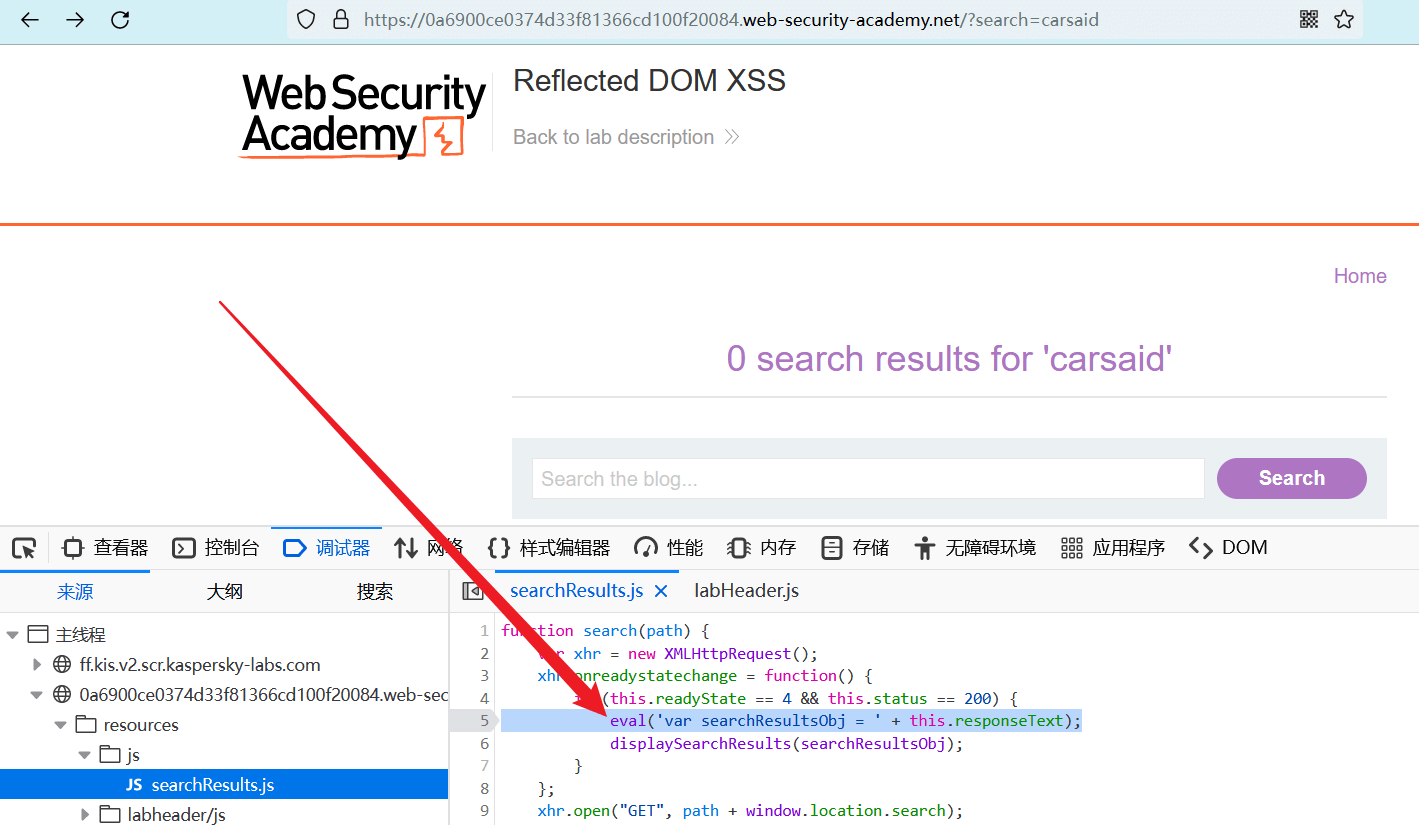 https://0a6900ce0374d33f81366cd100f20084.web-security-academy.net/?search=carsaid
Web Security
Academy
Reflected DOM XSS
Back to lab description
Home
0 search results for 'carsaid'
Search the blog...
Search
查看器 控制台 调试器 网络 {} 样式编辑器 性能 内存 存储 无障碍环境 应用程序 DOM
来源 大纲 搜索
searchResults.js labHeader.js
主线程
ff.kis.v2.scr.kaspersky-labs.com
0a6900ce0374d33f81366cd100f20084.web-sec
resources
js
JS searchResults.js
labheader/js
1 function search(path) {
2 var xhr = new XMLHttpRequest();
3 xhr.onreadystatechange = function() {
4 (this.readyState == 4 && this.status == 200) {
5 eval('var searchResultsObj = ' + this.responseText);
6 displaySearchResults(searchResultsObj);
7 }
8 };
9 xhr.open("GET", path + window.location.search);